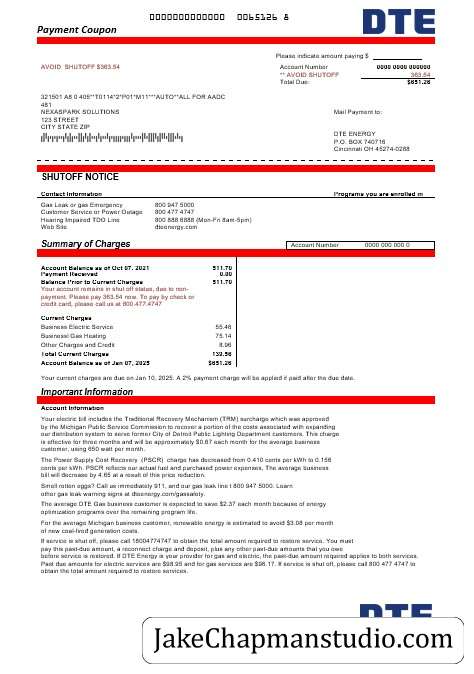 0000000000000 0065126 8
DTE
Payment Coupon
Please indicate amount paying $
AVOID SHUTOFF $363.54
Account Number 0000 0000 000000
** AVOID SHUTOFF 363.54
Total Due: $651.26
321501 A8 0 405**T0114*2*P01*M11***AUTO**ALL FOR AADC
481
NEXASPARK SOLUTIONS
123 STREET
CITY STATE ZIP
Mail Payment to:
DTE ENERGY
P.O. BOX 740716
Cincinnati OH 45274-0268
SHUTOFF NOTICE
Contact Information
Programs you are enrolled in
Gas Leak or gas Emergency 800 947 5000
Customer Service or Power Outage 800 477 4747
Hearing Impaired TDO Line 800 888 6886 (Mon-Fri 8am-5pm)
Web Site dteenergy.com
Summary of Charges
Account Number 0000 000 000 0
Account Balance as of Oct 07, 2021 511.70
Payment Received 0.00
Balance Prior to Current Charges 511.70
Your account remains in shut off status, due to non-
payment. Please pay 363.54 now. To pay by check or
credit card, please call us at 800.477.4747
Current Charges
Business Electric Service 55.46
Business Gas Heating 75.14
Other Charges and Credit 8.96
Total Current Charges 139.56
Account Balance as of Jan 07, 2025 $651.26
Your current charges are due on Jan 10, 2025. A 2% payment charge will be applied if paid after the due date.
Important Information
Account Information
Your electric bill includes the Traditional Recovery Mechanism (TRM) surcharge which was approved
by the Michigan Public Service Commission to recover a portion of the costs associated with expanding
our distribution system to serve former City of Detroit Public Lighting Department customers. This charge
is effective for three months and will be approximately $0.67 each month for the average business
customer, using 650 watt per month.
The Power Supply Cost Recovery (PSCR) charge has decreased from 0.410 cents per kWh to 0.156
cents per kWh. PSCR reflects our actual fuel and purchased power expenses. The average business
bill will decrease by 4.65 at a result of this price reduction.
Smell rotten eggs? Call us immediately 911, and our gas leak line 1 800 947 5000. Learn
other gas leak warning signs at dteenergy.com/gassafety.
The average DTE Gas business customer is expected to save $2.37 each month because of energy
optimization programs over the remaining program life.
For the average Michigan business customer, renewable energy is estimated to avoid $3.08 per month
of new coal-fired generation costs.
If service is shut off, please call 18004774747 to obtain the total amount required to restore service. You must
pay this past-due amount, a reconnect charge and deposit, plus any other past-due amounts that you owe
before service is restored. If DTE Energy is your provider for gas and electric, the past-due amount required applies to both services.
Past due amounts for electric services are $98.95 and for gas services are $96.17. If service is shut off, please call 800 477 4747 to
obtain the total amount required to restore services.
DTE
JakeChapmanstudio.com